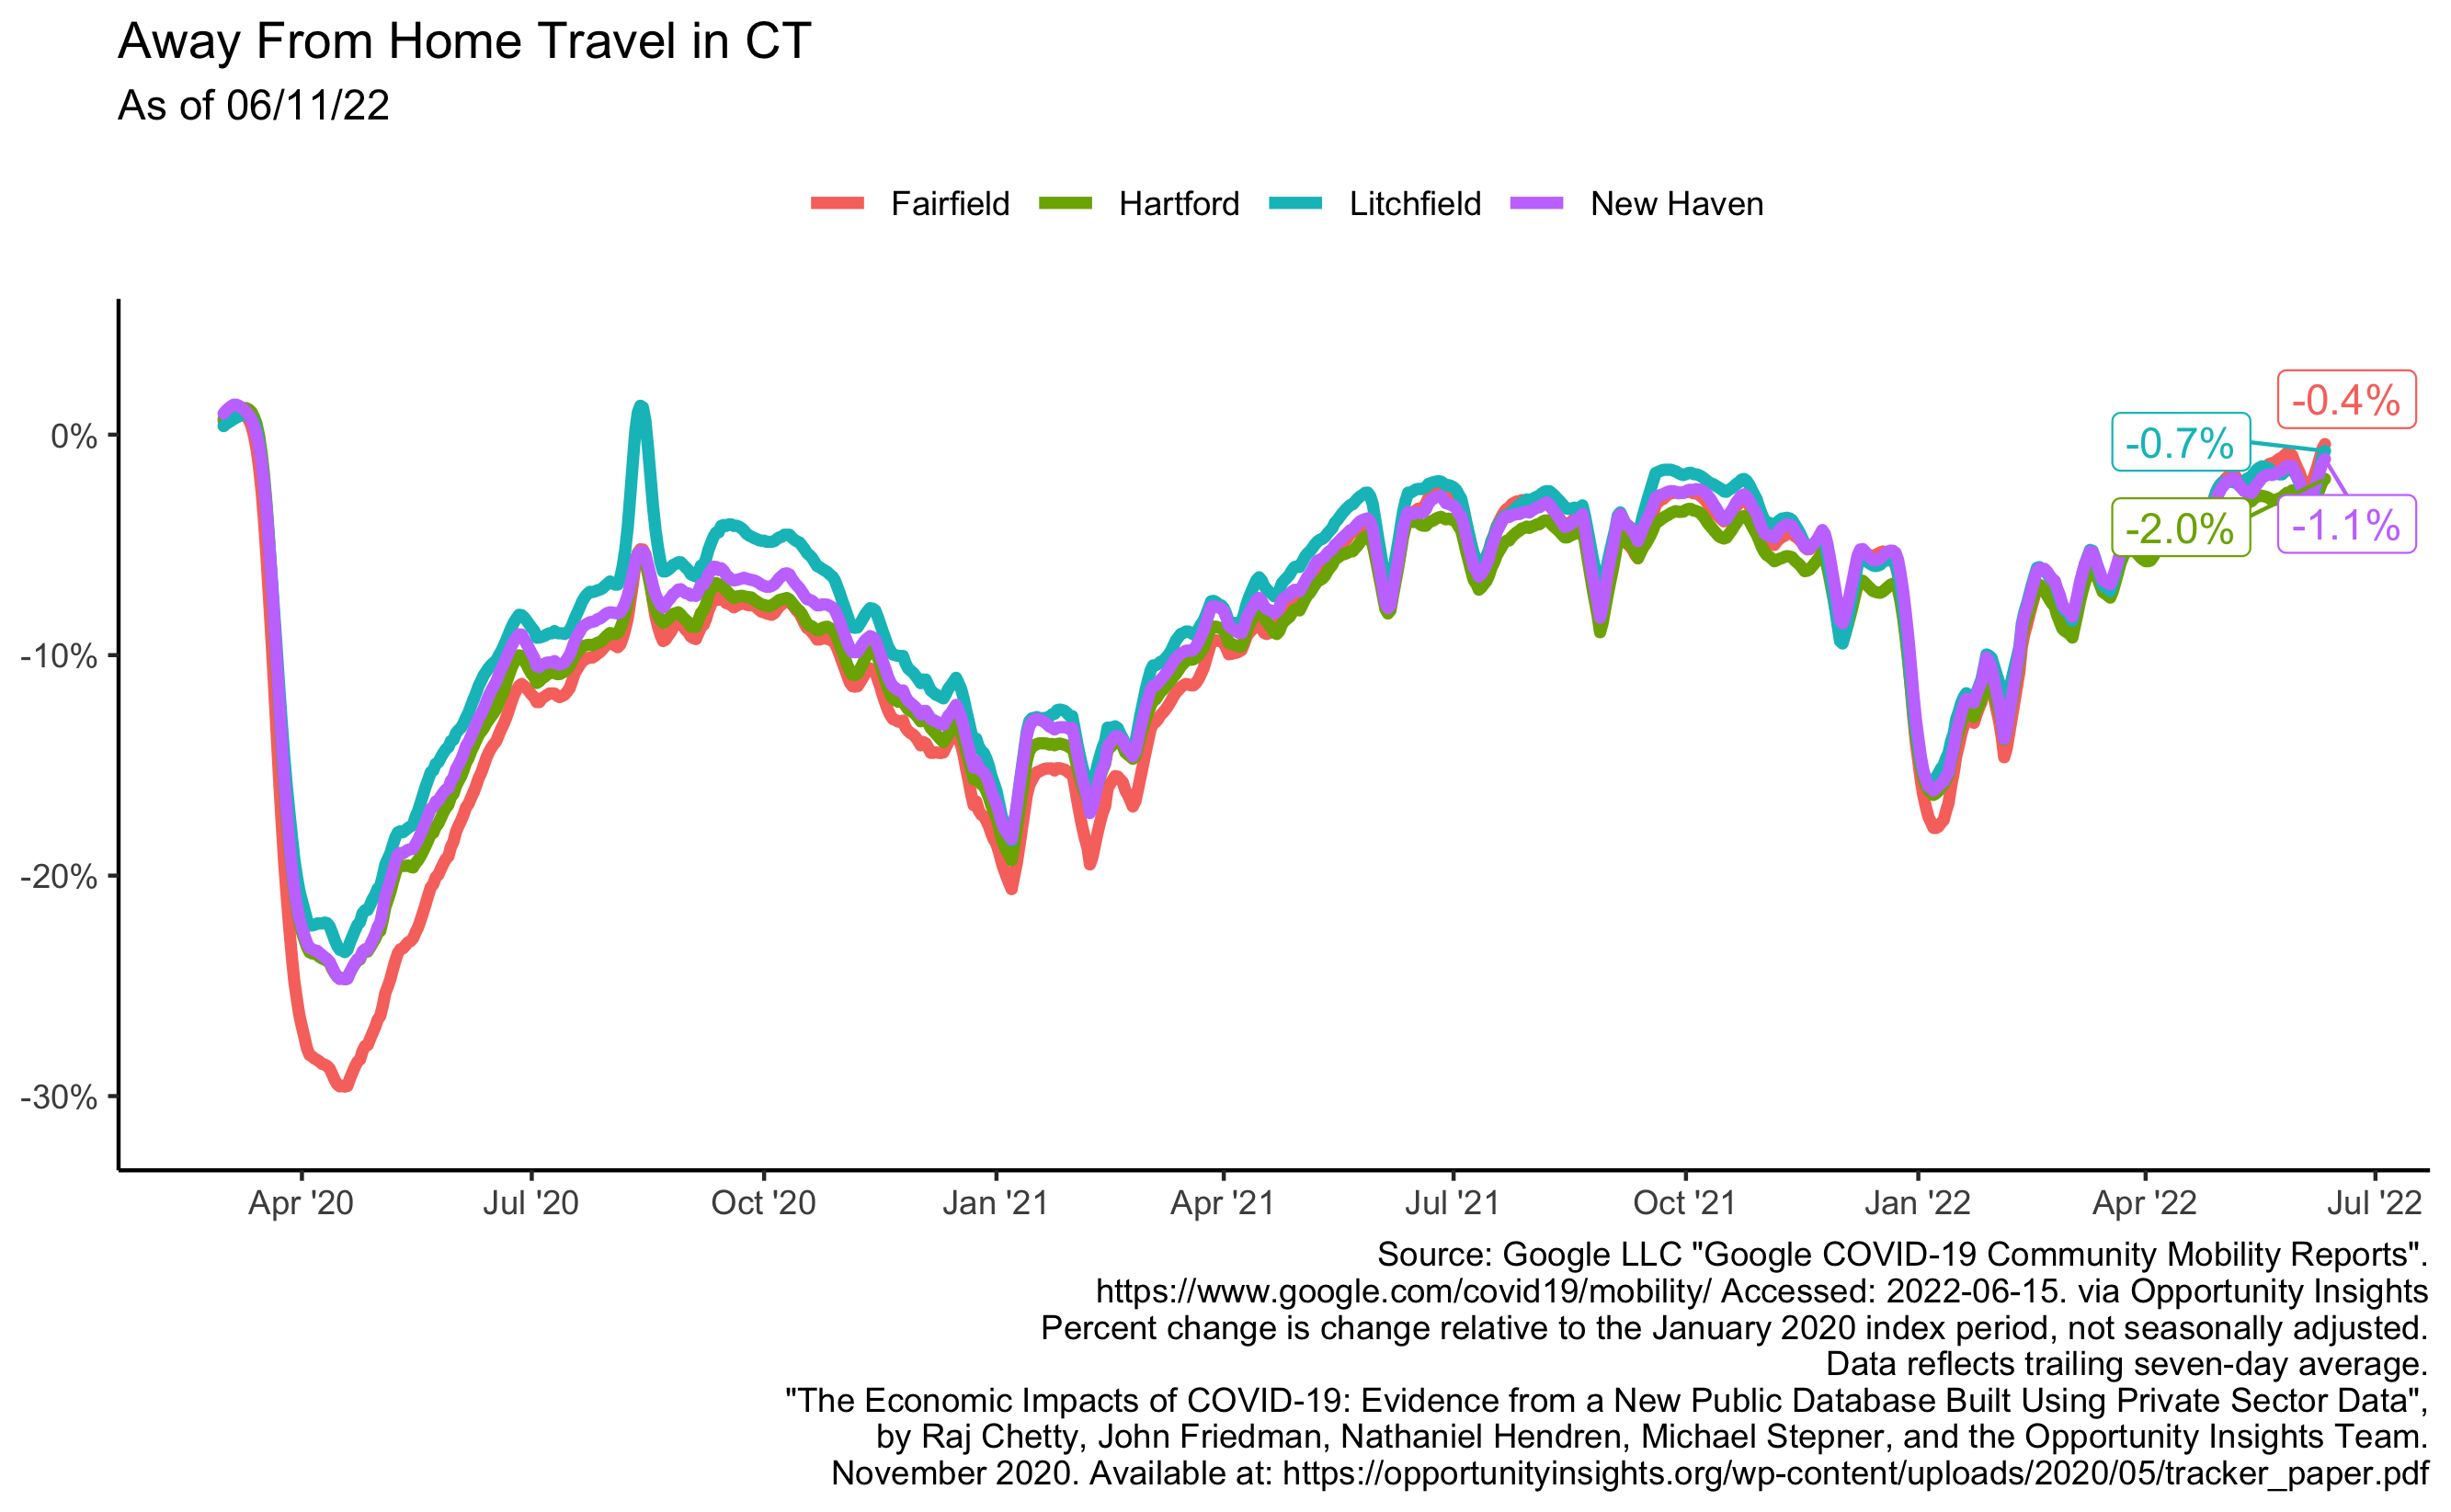 Away From Home Travel in CT
As of 06/11/22
Fairfield Hartford Litchfield New Haven
-0.4%
0% -0.7%
-2.0% -1.1%
-10%
-20%
-30%
Apr '20 Jul '20 Oct '20 Jan '21 Apr '21 Jul '21 Oct '21 Jan '22 Apr '22 Jul '22
Source: Google LLC "Google COVID-19 Community Mobility Reports".
https://www.google.com/covid19/mobility/ Accessed: 2022-06-15. via Opportunity Insights
Percent change is change relative to the January 2020 index period, not seasonally adjusted.
Data reflects trailing seven-day average.
"The Economic Impacts of COVID-19: Evidence from a New Public Database Built Using Private Sector Data",
by Raj Chetty, John Friedman, Nathaniel Hendren, Michael Stepner, and the Opportunity Insights Team.
November 2020. Available at: https://opportunityinsights.org/wp-content/uploads/2020/05/tracker_paper.pdf